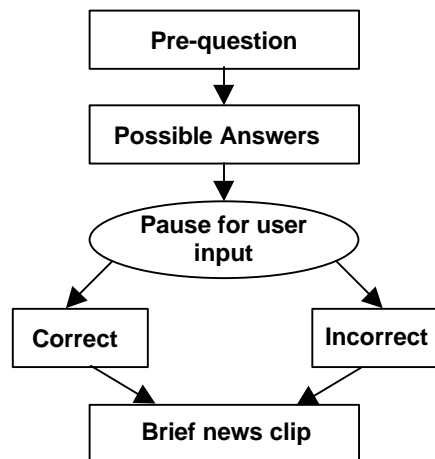 Pre-question
Possible Answers
Pause for user
input
Correct
Incorrect
Brief news clip